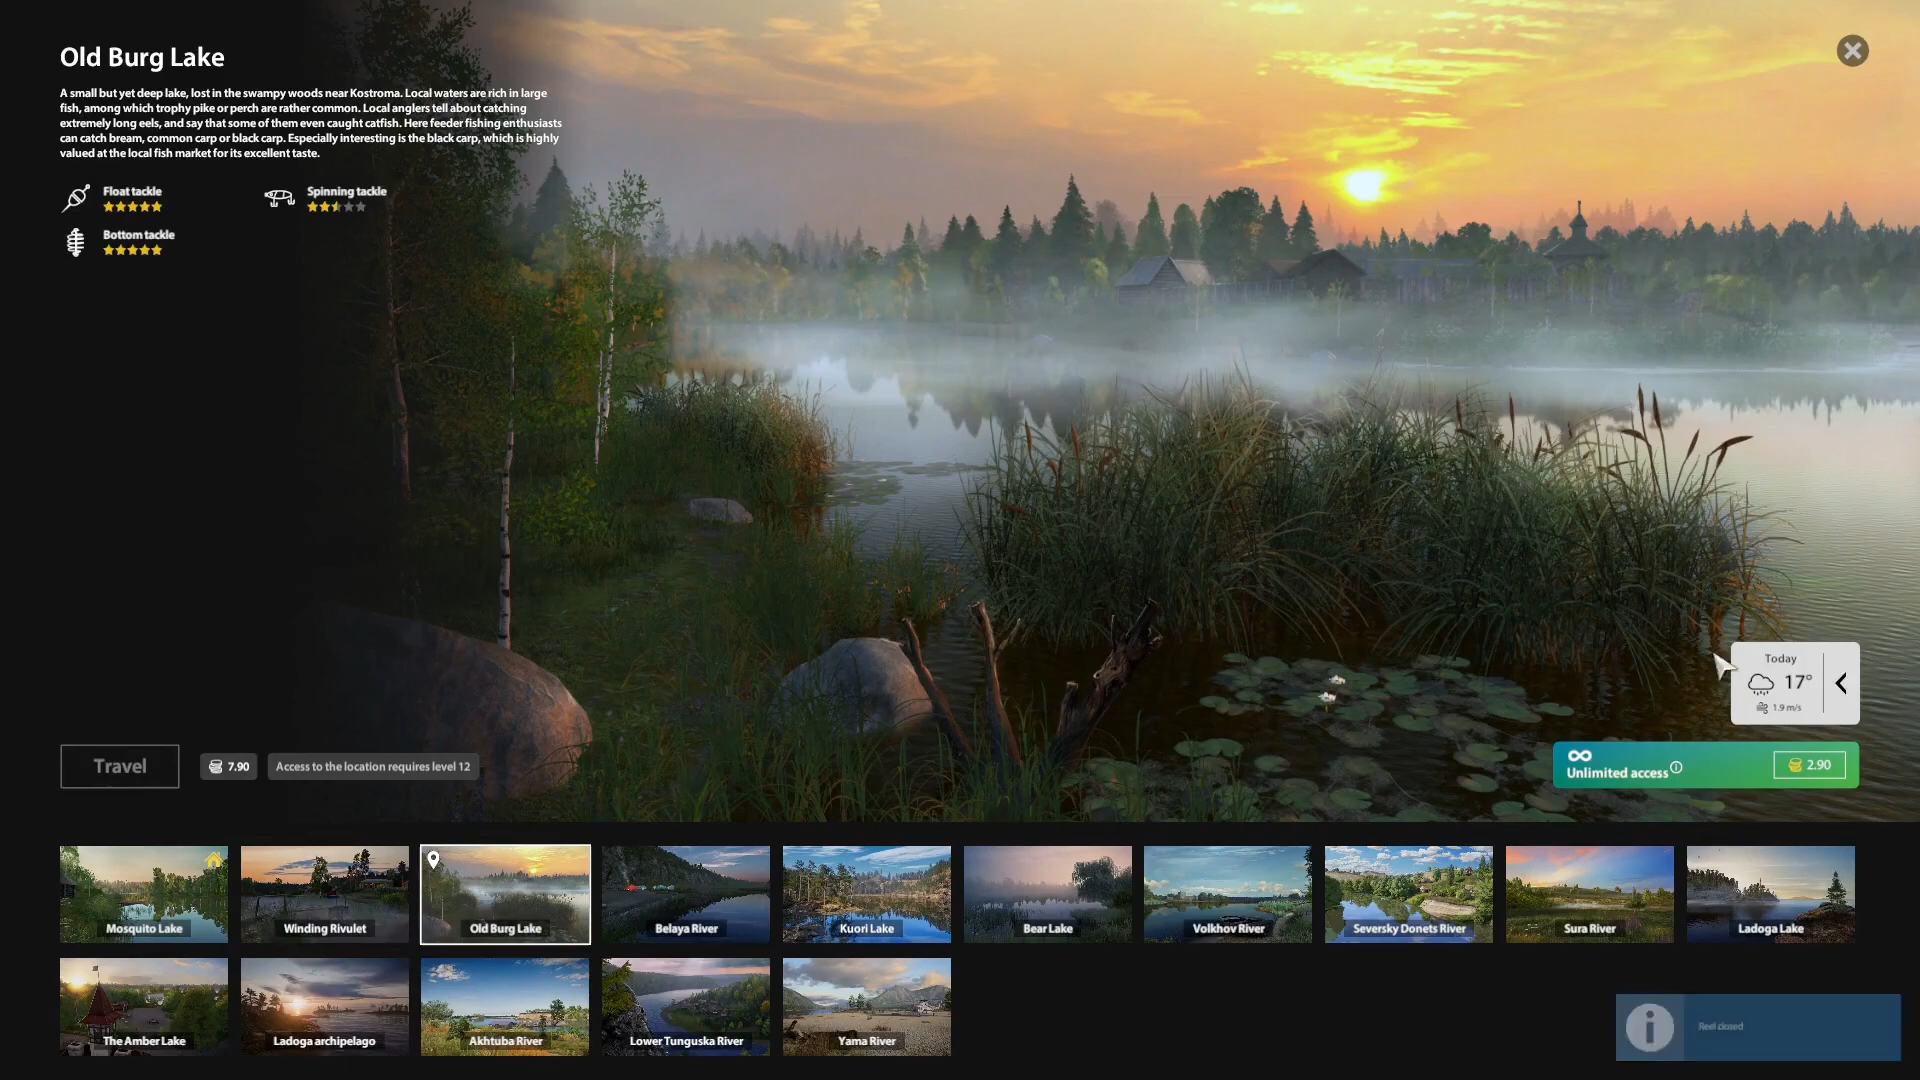 Old Burg Lake
A small but yet deep lake, lost in the swampy woods near Kostroma. Local waters are rich in large
fish, among which trophy pike or perch are rather common. Local anglers tell about catching
extremely long eels, and say that some of them even caught catfish. Here feeder fishing enthusiasts
can catch bream, common carp or black carp. Especially interesting is the black carp, which is highly
valued at the local fish market for its excellent taste.
Float tackle
Spinning tackle
Bottom tackle
Today
17°
1.9 m/s
Travel
7.90
Access to the location requires level 12
Unlimited access
2.90
Mosquito Lake
Winding Rivulet
Old Burg Lake
Belaya River
Kuori Lake
Bear Lake
Volkhov River
Seversky Donets River
Sura River
Ladoga Lake
The Amber Lake
Ladoga archipelago
Akhtuba River
Lower Tunguska River
Yama River
Reel closed